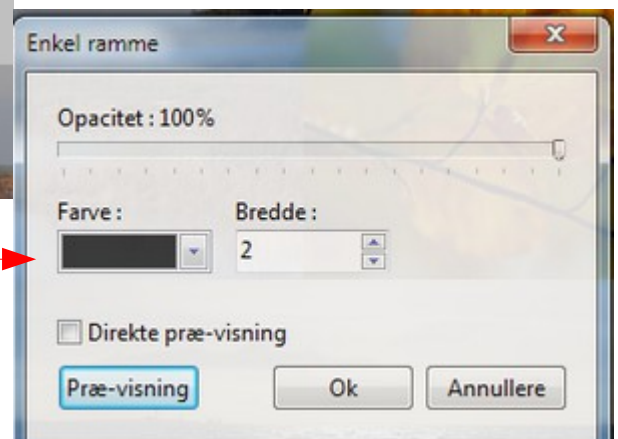 Enkel ramme
Opacitet : 100%
Farve :
Bredde :
2
Direkte præ-visning
Præ-visning
Ok
Annullere